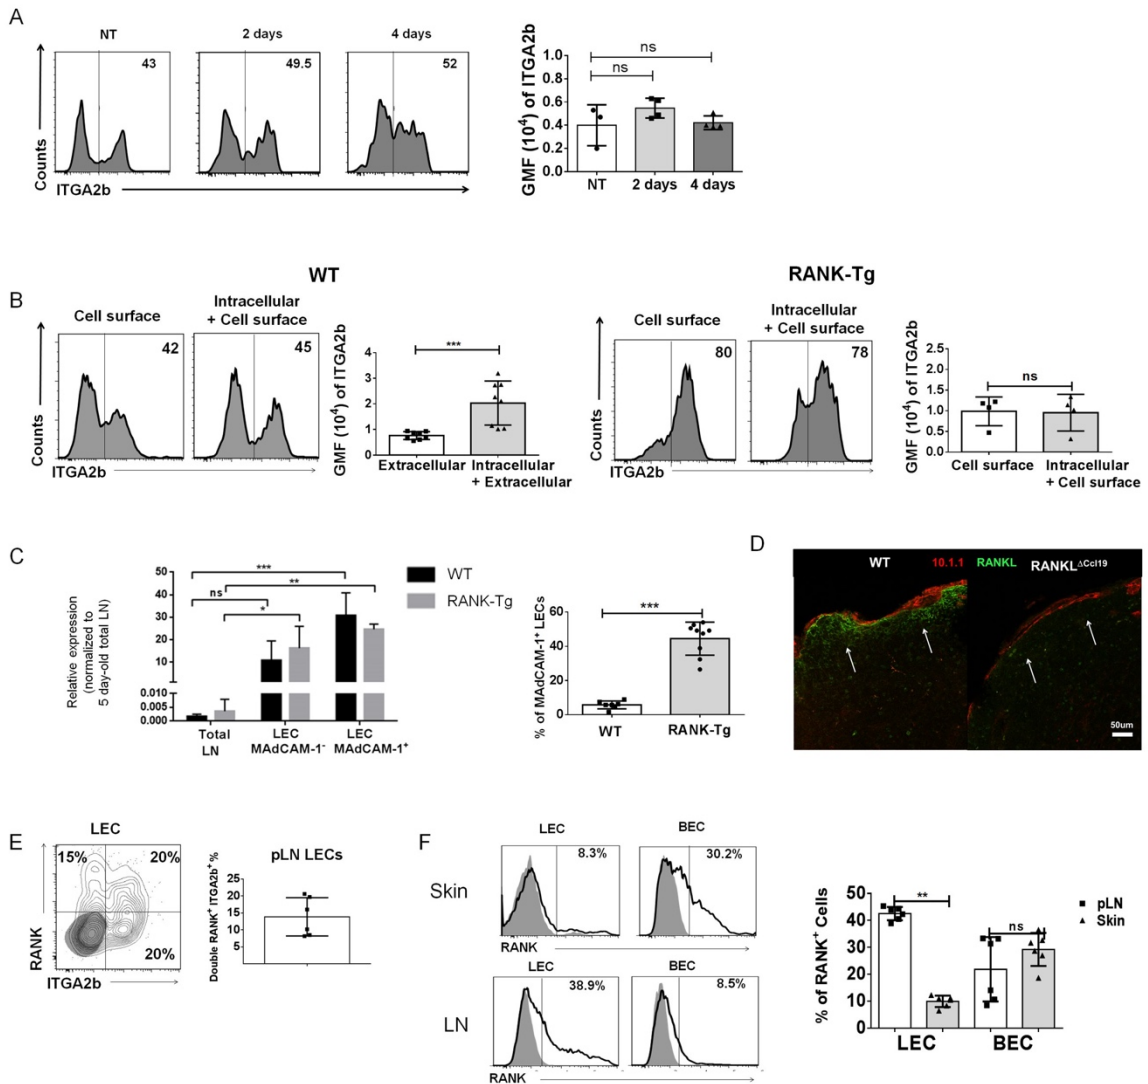 A
NT
2 days
4 days
43
49.5
52
Counts
ITGA2b
GMF (10⁴) of ITGA2b
1.0
0.8
0.6
0.4
0.2
0.0
ns
ns
NT
2 days
4 days
WT
RANK-Tg
B
Cell surface
Intracellular
+ Cell surface
42
45
Counts
ITGA2b
GMF (10⁴) of ITGA2b
4
3
2
1
0
***
Extracellular
Intracellular
+ Extracellular
Cell surface
Intracellular
+ Cell surface
80
78
Counts
ITGA2b
GMF (10⁴) of ITGA2b
2.5
2.0
1.5
1.0
0.5
0.0
ns
Cell surface
Intracellular
+ Cell surface
C
Relative expression
(normalized to
5 day-old total LN)
50
40
30
20
10
0.010
0.005
0.000
***
**
ns
*
WT
RANK-Tg
Total
LN
LEC
MAdCAM-1⁻
LEC
MAdCAM-1⁺
% of MAdCAM-1⁺ LECs
60
40
20
0
***
WT
RANK-Tg
D
WT
10.1.1
RANKL
RANKL^ΔCcl19
50um
E
LEC
15%
20%
20%
RANK
ITGA2b
pLN LECs
Double RANK⁺ ITGA2b⁺%
25
20
15
10
5
F
LEC
BEC
8.3%
30.2%
Skin
RANK
LEC
BEC
38.9%
8.5%
LN
RANK
% of RANK⁺ Cells
50
40
30
20
10
0
**
ns
pLN
Skin
LEC
BEC